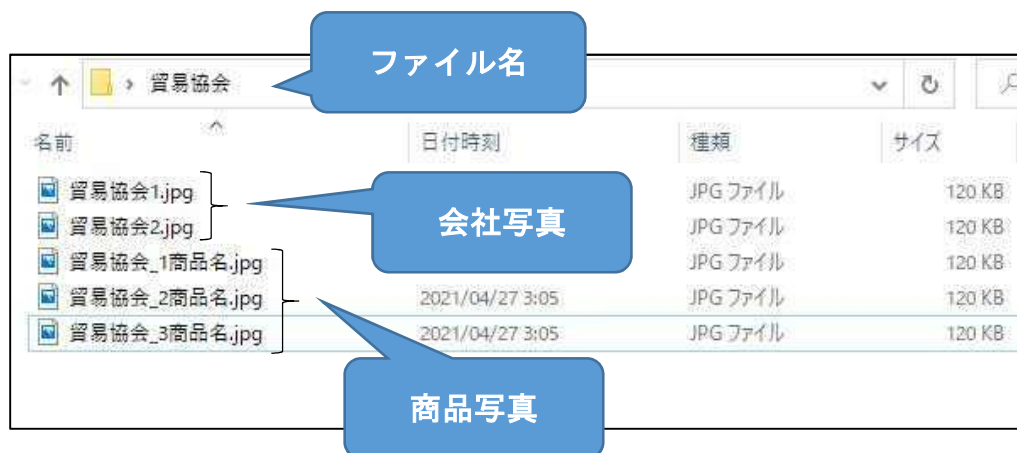 ファイル名
貿易協会
名前 日付時刻 種類 サイズ
貿易協会1.jpg JPG ファイル 120 KB
会社写真
貿易協会2.jpg JPG ファイル 120 KB
貿易協会_1商品名.jpg JPG ファイル 120 KB
貿易協会_2商品名.jpg 2021/04/27 3:05 JPG ファイル 120 KB
貿易協会_3商品名.jpg 2021/04/27 3:05 JPG ファイル 120 KB
商品写真